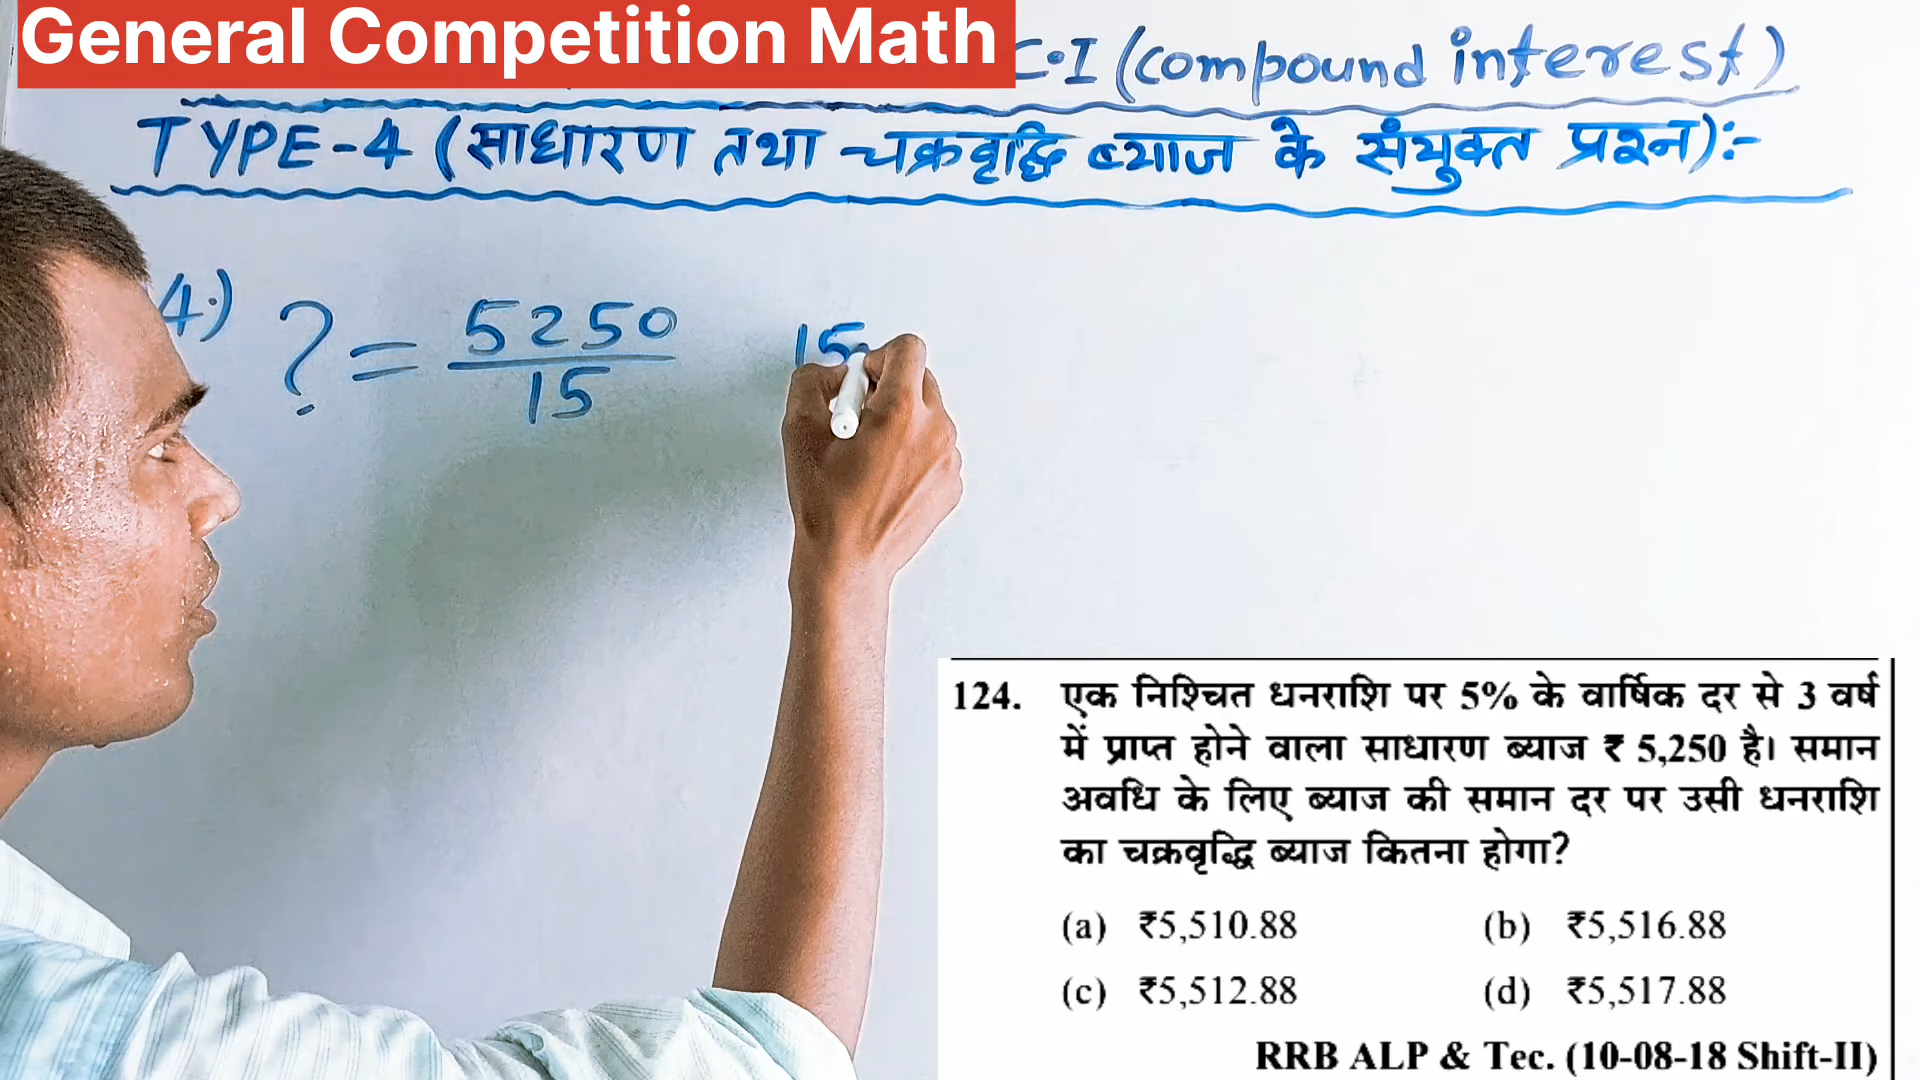 General Competition Math
C.I (compound interest)
TYPE-4 (साधारण तथा चक्रवृद्धि ब्याज के संयुक्त प्रश्न):-
4.) ? = 5250
15
15
124. एक निश्चित धनराशि पर 5% के वार्षिक दर से 3 वर्ष
में प्राप्त होने वाला साधारण ब्याज ₹ 5,250 है। समान
अवधि के लिए ब्याज की समान दर पर उसी धनराशि
का चक्रवृद्धि ब्याज कितना होगा?
(a) ₹5,510.88 (b) ₹5,516.88
(c) ₹5,512.88 (d) ₹5,517.88
RRB ALP & Tec. (10-08-18 Shift-II)